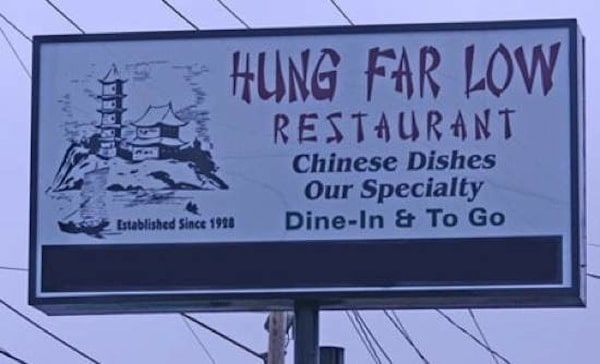 HUNG FAR LOW
RESTAURANT
Chinese Dishes
Our Specialty
Established Since 1928
Dine-In & To Go